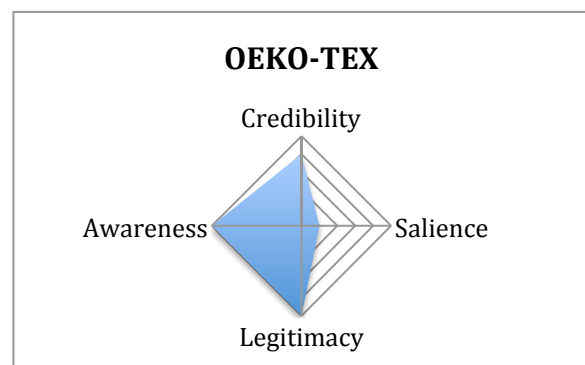 OEKO-TEX
Credibility
Awareness
Salience
Legitimacy